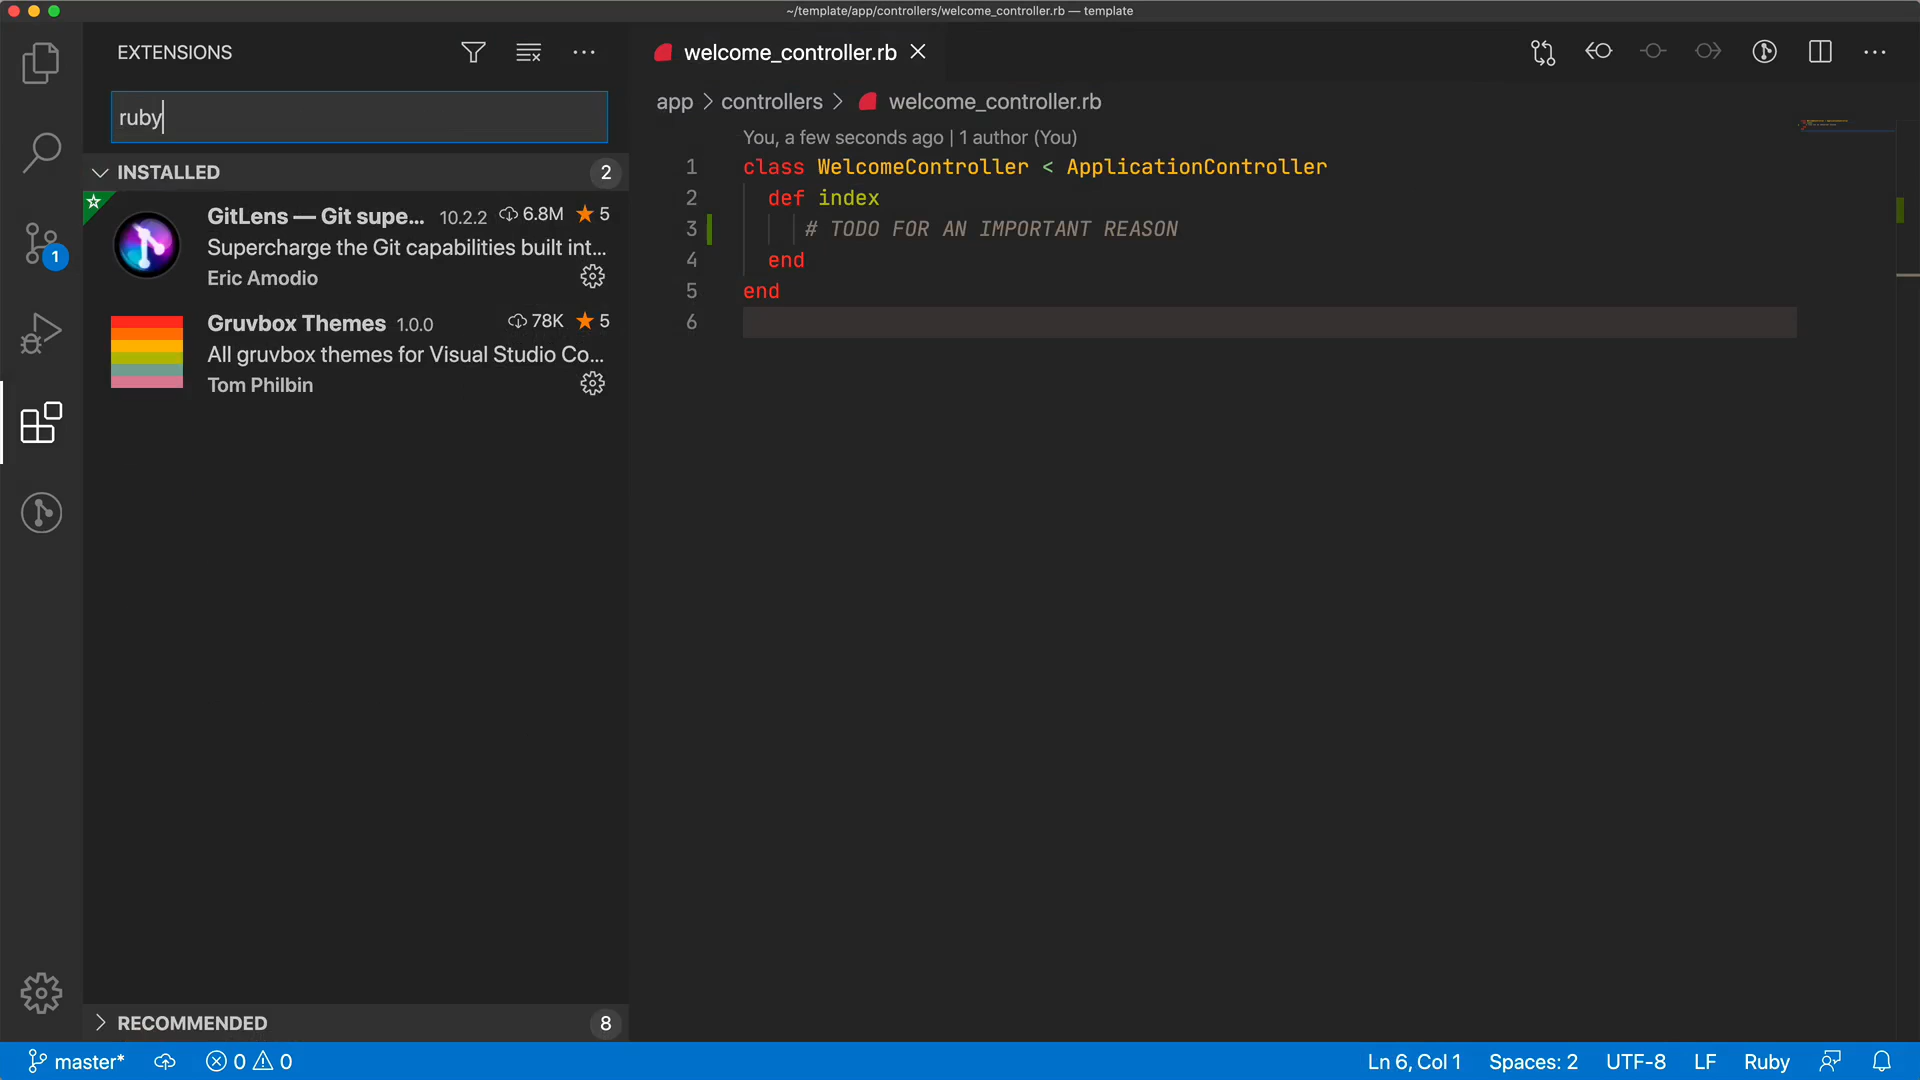 ~/template/app/controllers/welcome_controller.rb — template
EXTENSIONS
ruby
INSTALLED 2
GitLens — Git supe... 10.2.2 6.8M 5
Supercharge the Git capabilities built int...
Eric Amodio
Gruvbox Themes 1.0.0 78K 5
All gruvbox themes for Visual Studio Co...
Tom Philbin
RECOMMENDED 8
1
welcome_controller.rb
app > controllers > welcome_controller.rb
You, a few seconds ago | 1 author (You)
1 class WelcomeController < ApplicationController
2 def index
3 # TODO FOR AN IMPORTANT REASON
4 end
5 end
6
master* 0 0 Ln 6, Col 1 Spaces: 2 UTF-8 LF Ruby